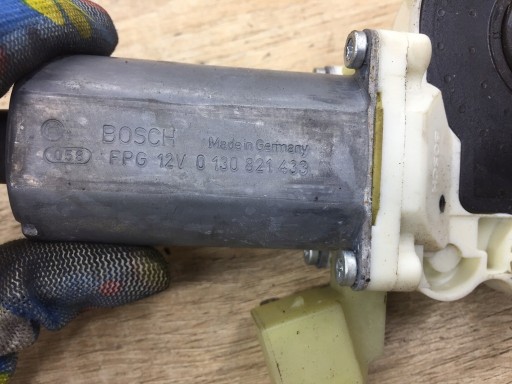 BOSCH Made in Germany
058 FPG 12V 0 130 821 433